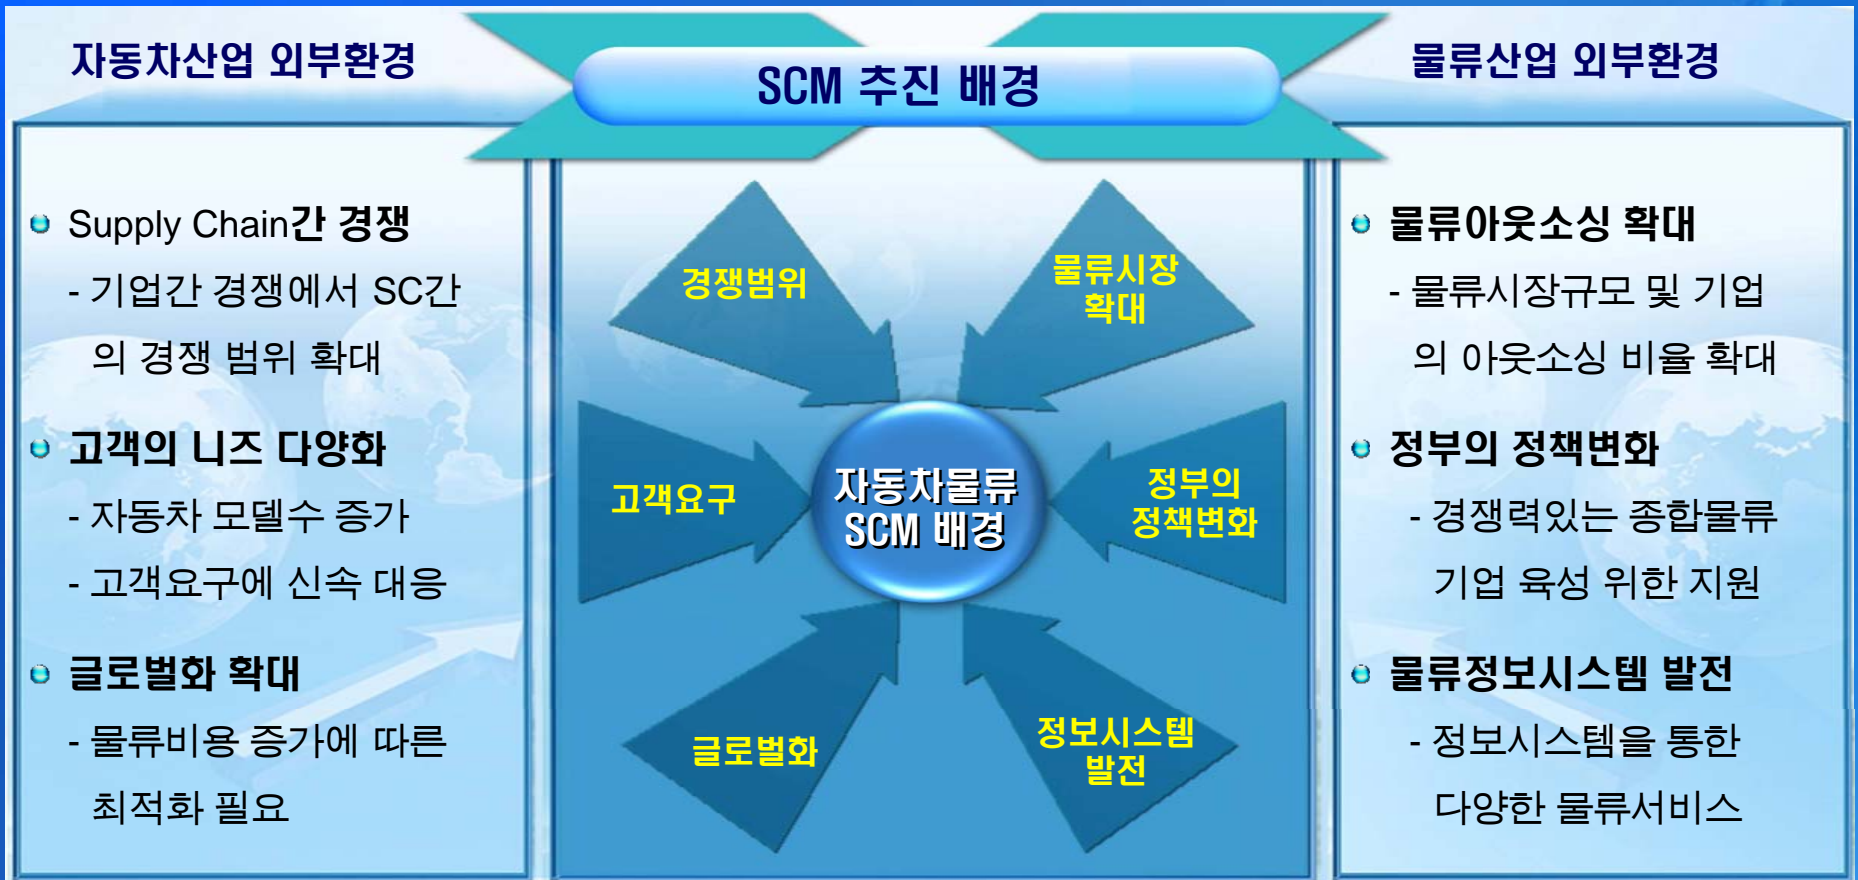 자동차산업 외부환경
SCM 추진 배경
물류산업 외부환경
Supply Chain간 경쟁
- 기업간 경쟁에서 SC간
의 경쟁 범위 확대
고객의 니즈 다양화
- 자동차 모델수 증가
- 고객요구에 신속 대응
글로벌화 확대
- 물류비용 증가에 따른
최적화 필요
경쟁범위
물류시장
확대
고객요구
자동차물류
SCM 배경
정부의
정책변화
글로벌화
정보시스템
발전
물류아웃소싱 확대
- 물류시장규모 및 기업
의 아웃소싱 비율 확대
정부의 정책변화
- 경쟁력있는 종합물류
기업 육성 위한 지원
물류정보시스템 발전
- 정보시스템을 통한
다양한 물류서비스